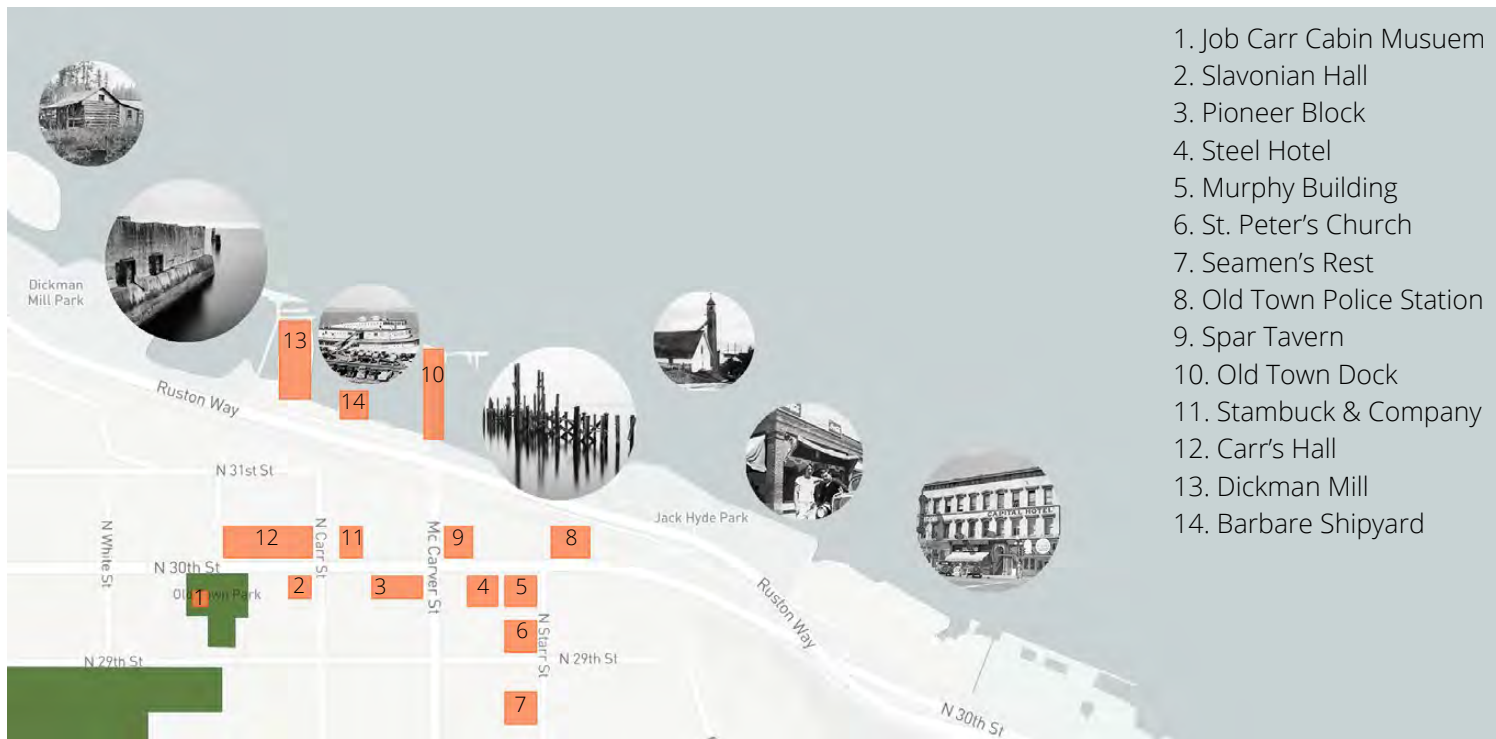 1. Job Carr Cabin Musuem
2. Slavonian Hall
3. Pioneer Block
4. Steel Hotel
5. Murphy Building
6. St. Peter's Church
7. Seamen's Rest
8. Old Town Police Station
9. Spar Tavern
10. Old Town Dock
11. Stambuck & Company
12. Carr's Hall
13. Dickman Mill
14. Barbare Shipyard
Dickman
Mill Park
13
10
14
Ruston Way
N 31st St
CAPITAL HOTEL
Jack Hyde Park
N White St
12
N Carr St
11
Mc Carver St
9
8
N 30th St
Old Town Park
1
2
3
4
5
Ruston Way
6
N Starr St
N 29th St
N 29th St
7
N 30th St